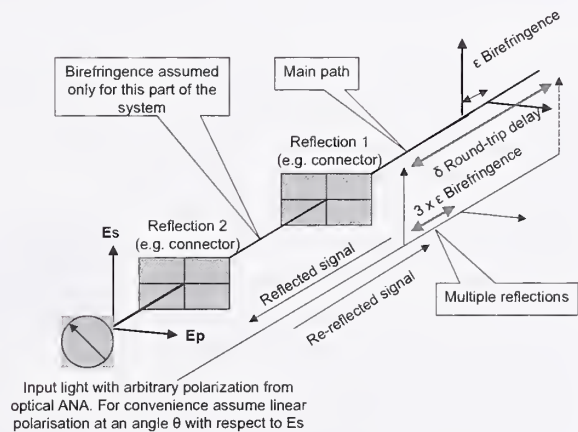 ε Birefringence
Birefringence assumed
only for this part of the
system
Main path
Reflection 1
(e.g. connector)
δ Round-trip delay
3 x ε Birefringence
Reflection 2
(e.g. connector)
Es
Reflected signal
Re-reflected signal
Multiple reflections
Ep
Input light with arbitrary polarization from
optical ANA. For convenience assume linear
polarisation at an angle θ with respect to Es